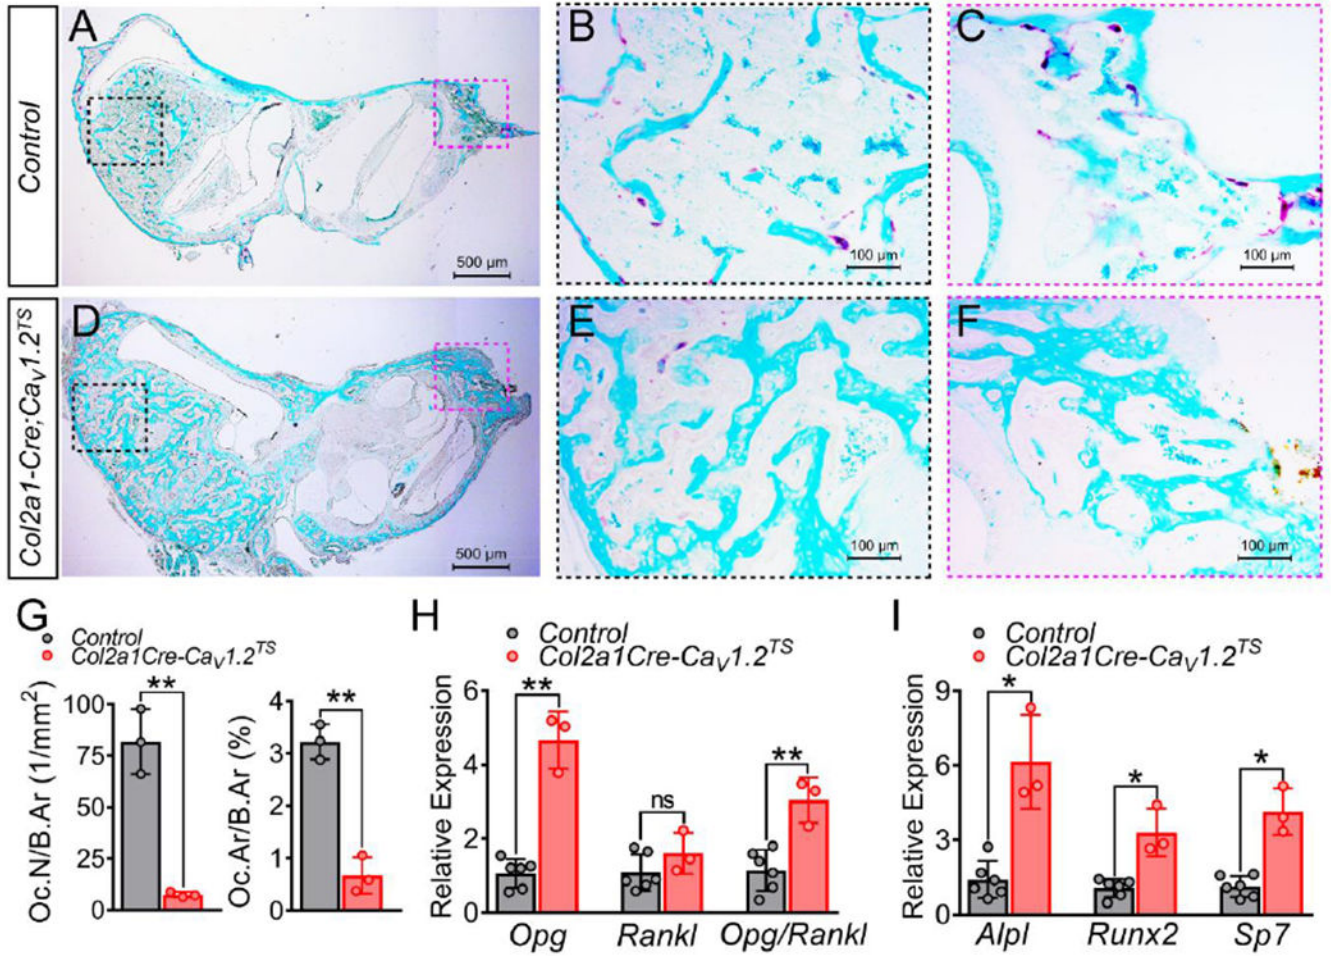 Control
A
500 µm
B
100 µm
C
100 µm
Col2a1-Cre;CaV1.2TS
D
500 µm
E
100 µm
F
100 µm
G
Control
Col2a1Cre-CaV1.2TS
Oc.N/B.Ar (1/mm2)
100
75
50
25
0
**
Oc.Ar/B.Ar (%)
4
3
2
1
0
**
H
Control
Col2a1Cre-CaV1.2TS
Relative Expression
6
4
2
0
**
ns
**
Opg
Rankl
Opg/Rankl
I
Control
Col2a1Cre-CaV1.2TS
Relative Expression
9
6
3
0
*
*
*
Alpl
Runx2
Sp7